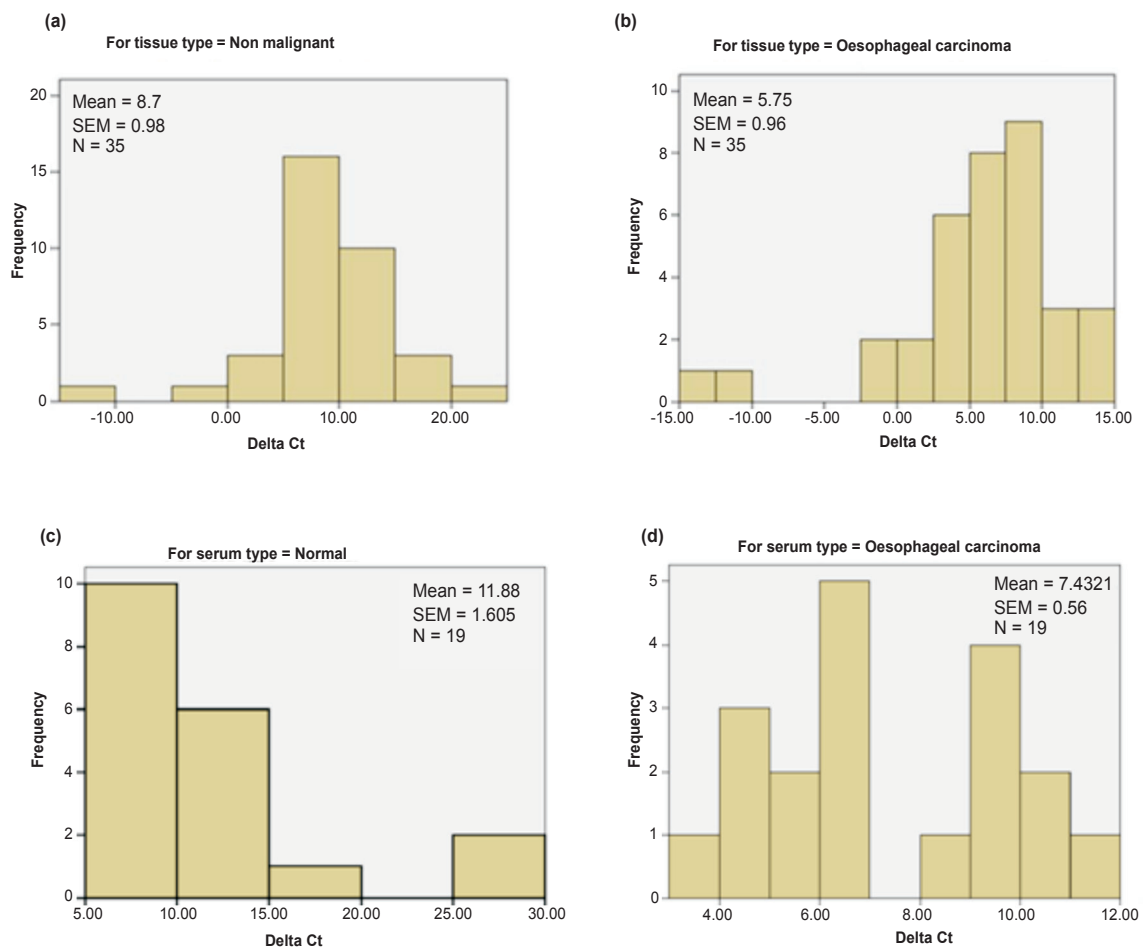 (a)
For tissue type = Non malignant
Mean = 8.7
SEM = 0.98
N = 35
20
15
10
5
0
Frequency
-10.00 0.00 10.00 20.00
Delta Ct
(b)
For tissue type = Oesophageal carcinoma
Mean = 5.75
SEM = 0.96
N = 35
10
8
6
4
2
0
Frequency
-15.00 -10.00 -5.00 0.00 5.00 10.00 15.00
Delta Ct
(c)
For serum type = Normal
Mean = 11.88
SEM = 1.605
N = 19
10
8
6
4
2
0
Frequency
5.00 10.00 15.00 20.00 25.00 30.00
Delta Ct
(d)
For serum type = Oesophageal carcinoma
Mean = 7.4321
SEM = 0.56
N = 19
5
4
3
2
1
0
Frequency
4.00 6.00 8.00 10.00 12.00
Delta Ct